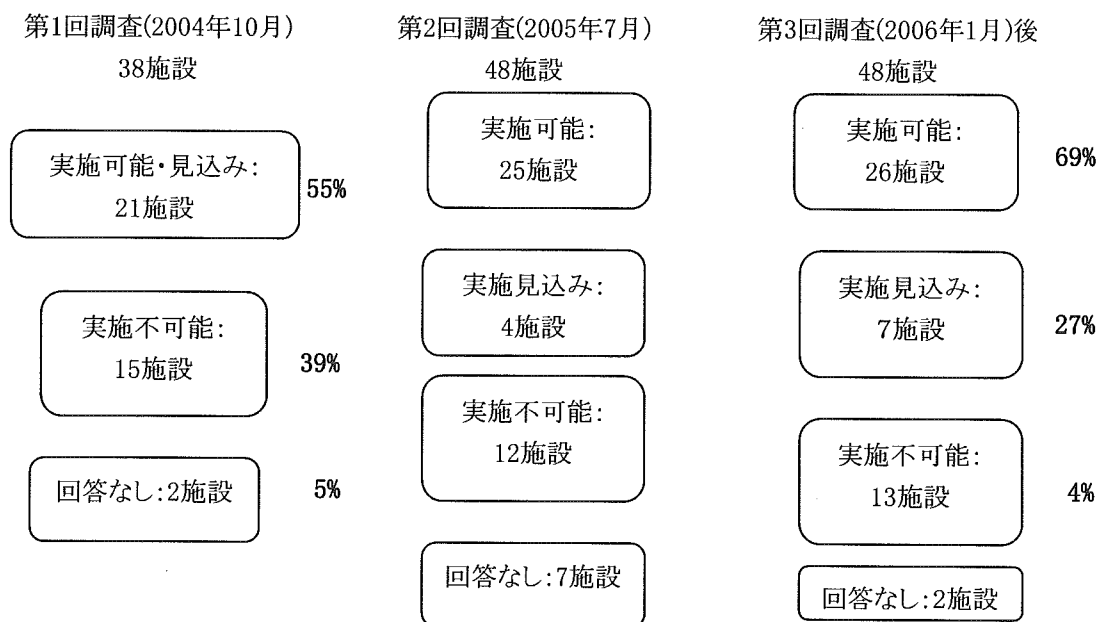 第1回調査(2004年10月)
38施設
実施可能・見込み:
21施設
55%
実施不可能:
15施設
39%
回答なし:2施設
5%
第2回調査(2005年7月)
48施設
実施可能:
25施設
実施見込み:
4施設
実施不可能:
12施設
回答なし:7施設
第3回調査(2006年1月)後
48施設
実施可能:
26施設
69%
実施見込み:
7施設
27%
実施不可能:
13施設
4%
回答なし:2施設